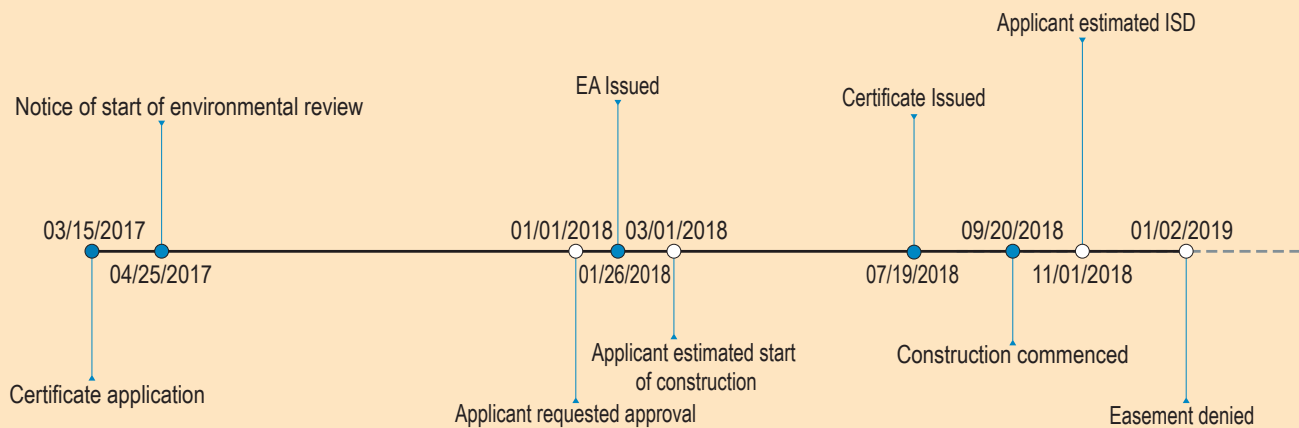 Applicant estimated ISD
EA Issued
Certificate Issued
Notice of start of environmental review
03/15/2017
01/01/2018
03/01/2018
09/20/2018
01/02/2019
04/25/2017
01/26/2018
07/19/2018
11/01/2018
Applicant estimated start
of construction
Construction commenced
Certificate application
Applicant requested approval
Easement denied